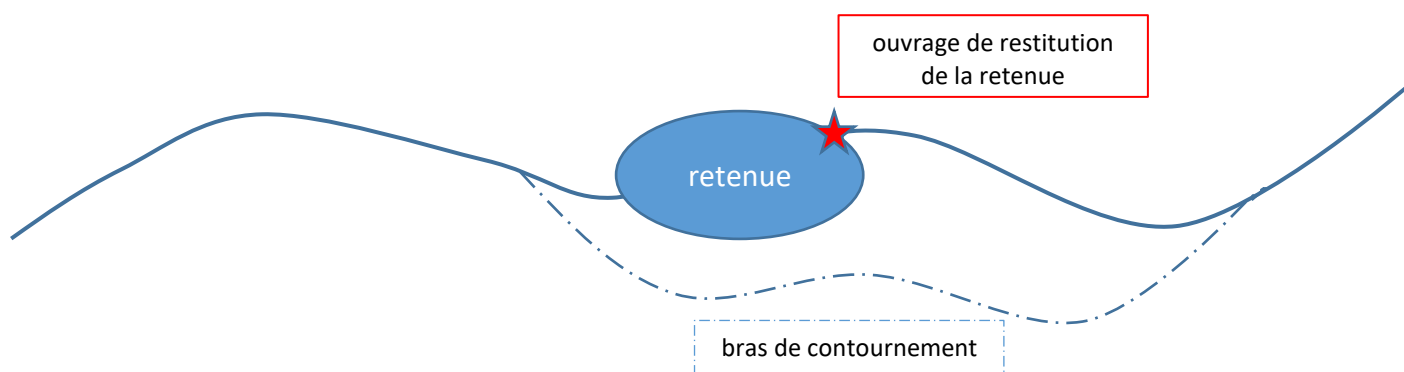 ouvrage de restitution
de la retenue
retenue
bras de contournement